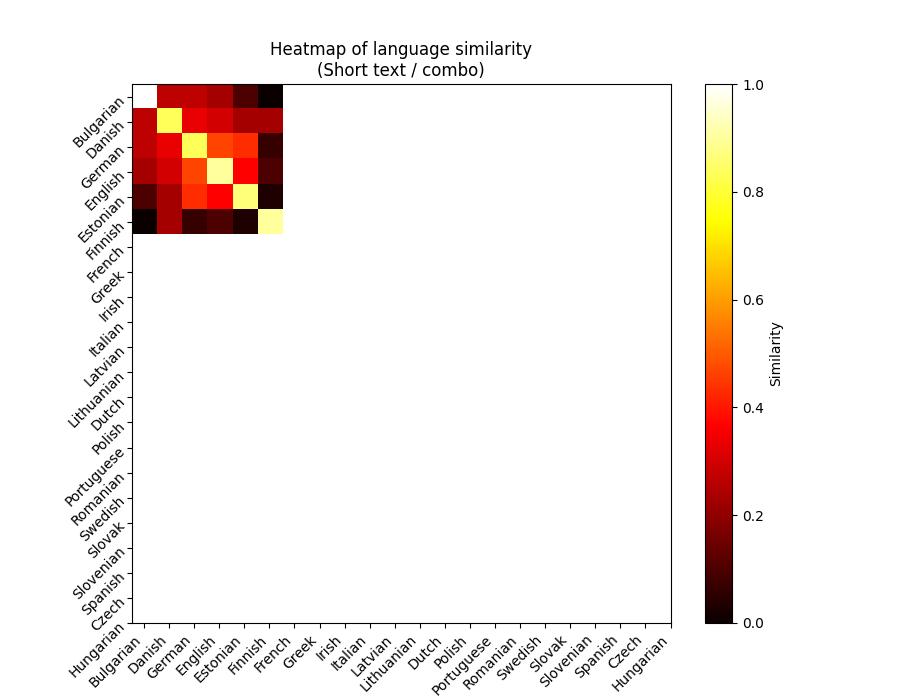 Heatmap of language similarity
(Short text / combo)
Bulgarian
Danish
German
English
Estonian
Finnish
French
Greek
Irish
Italian
Latvian
Lithuanian
Dutch
Polish
Portuguese
Romanian
Swedish
Slovak
Slovenian
Spanish
Czech
Hungarian
Bulgarian
Danish
German
English
Estonian
Finnish
French
Greek
Irish
Italian
Latvian
Lithuanian
Dutch
Polish
Portuguese
Romanian
Swedish
Slovak
Slovenian
Spanish
Czech
Hungarian
1.0
0.8
0.6
0.4
0.2
0.0
Similarity